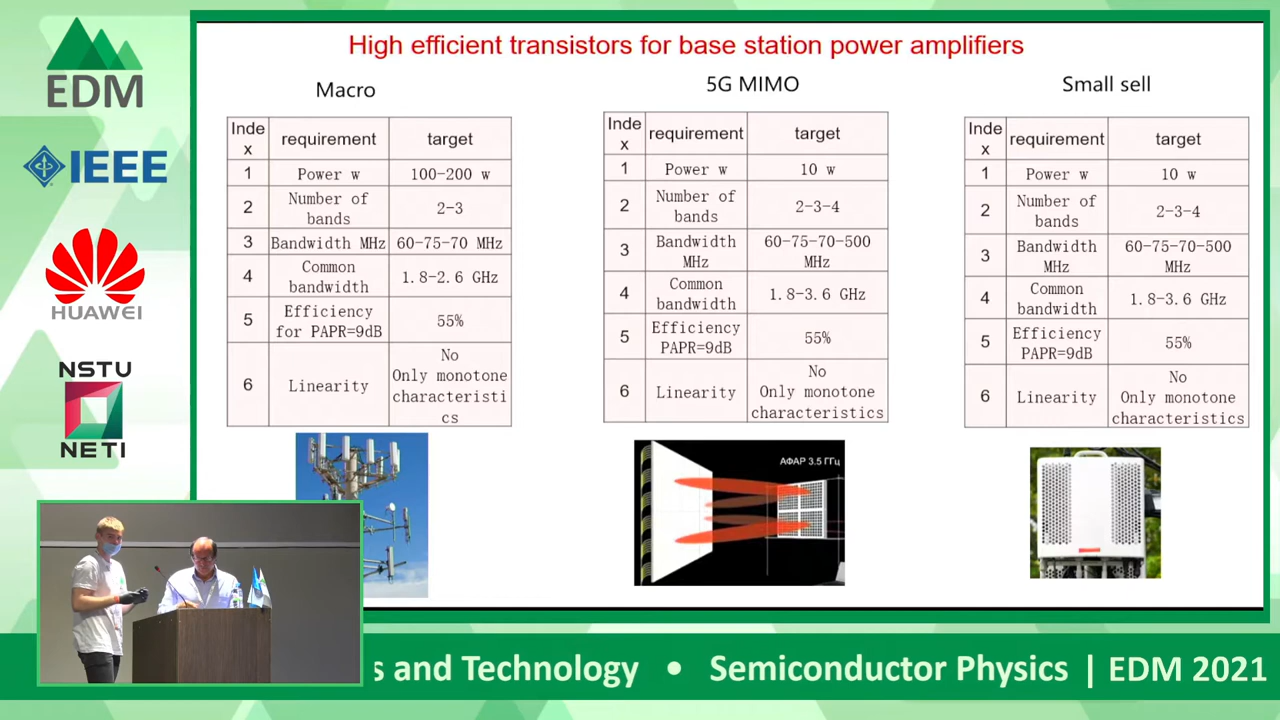 EDM
IEEE
HUAWEI
NSTU
NETI
High efficient transistors for base station power amplifiers
Macro
Inde
x
requirement
target
1
Power w
100-200 w
2
Number of
bands
2-3
3
Bandwidth MHz
60-75-70 MHz
4
Common
bandwidth
1.8-2.6 GHz
5
Efficiency
for PAPR=9dB
55%
6
Linearity
No
Only monotone
characteristi
cs
5G MIMO
Inde
x
requirement
target
1
Power w
10 w
2
Number of
bands
2-3-4
3
Bandwidth
MHz
60-75-70-500
MHz
4
Common
bandwidth
1.8-3.6 GHz
5
Efficiency
PAPR=9dB
55%
6
Linearity
No
Only monotone
characteristics
АФАР 3.5 ГГц
Small sell
Inde
x
requirement
target
1
Power w
10 w
2
Number of
bands
2-3-4
3
Bandwidth
MHz
60-75-70-500
MHz
4
Common
bandwidth
1.8-3.6 GHz
5
Efficiency
PAPR=9dB
55%
6
Linearity
No
Only monotone
characteristics
s and Technology • Semiconductor Physics | EDM 2021